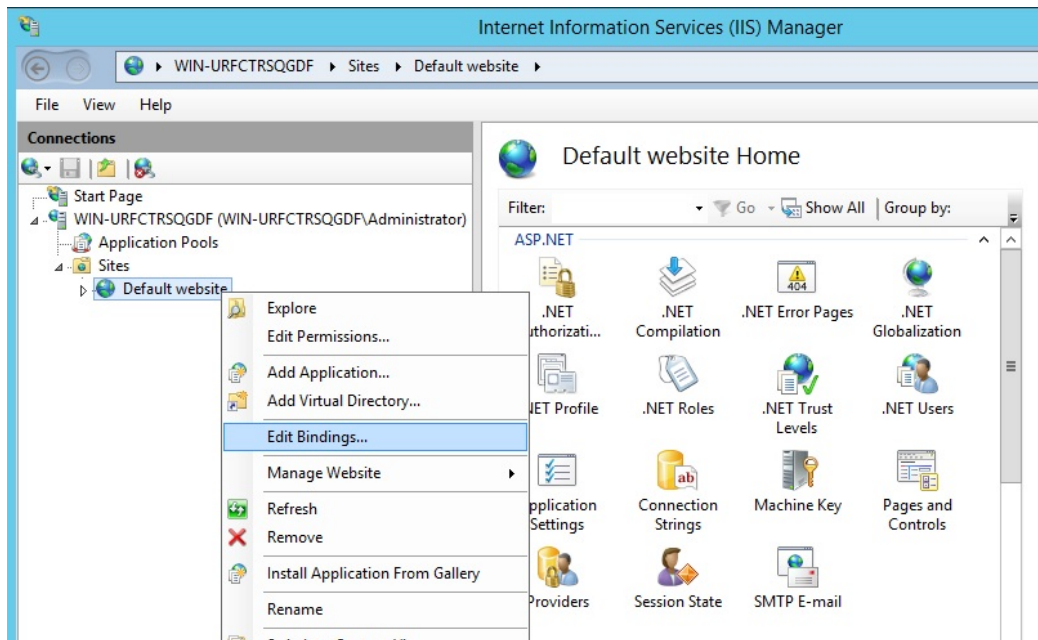 Internet Information Services (IIS) Manager
WIN-URFCTRSQGDF Sites Default website
File View Help
Connections
Start Page
WIN-URFCTRSQGDF (WIN-URFCTRSQGDF\Administrator)
Application Pools
Sites
Default website
Explore
Edit Permissions...
Add Application...
Add Virtual Directory...
Edit Bindings...
Manage Website
Refresh
Remove
Install Application From Gallery
Rename
Default website Home
Filter: Go Show All Group by:
ASP.NET
.NET
uthorizati...
.NET
Compilation
404
.NET Error Pages
.NET
Globalization
NET Profile
.NET Roles
.NET Trust
Levels
.NET Users
pplication
Settings
ab
Connection
Strings
Machine Key
Pages and
Controls
Providers
Session State
SMTP E-mail